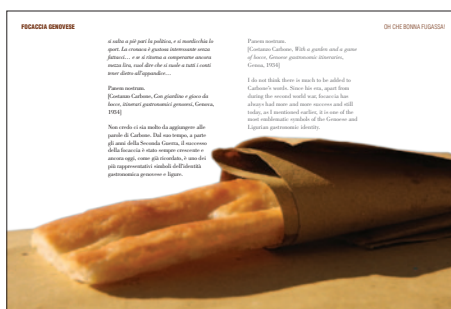 FOCACCIA GENOVESE
OH CHE BONNA FUGASSA!
si salta a piè pari la politica, e si mordicchia lo
sport. La cronaca è gustosa interessante senza
fattacci… e se si ritorna a comperarne ancora
mezza lira, vuol dire che si vuole a tutti i conti
tener dietro all'appendice…
Panem nostrum.
[Costanzo Carbone, Con giardino e gioco da
bocce, itinerari gastronomici genovesi, Genova,
1934]
Non credo ci sia molto da aggiungere alle
parole di Carbone. Dal suo tempo, a parte
gli anni della Seconda Guerra, il successo
della focaccia è stato sempre crescente e
ancora oggi, come già ricordato, è uno dei
più rappresentativi simboli dell'identità
gastronomica genovese e ligure.
Panem nostrum.
[Costanzo Carbone, With a garden and a game
of bocce, Genoese gastronomic itineraries,
Genoa, 1934]
I do not think there is much to be added to
Carbone's words. Since his era, apart from
during the second world war, focaccia has
always had more and more success and still
today, as I mentioned earlier, it is one of the
most emblematic symbols of the Genoese and
Ligurian gastronomic identity.